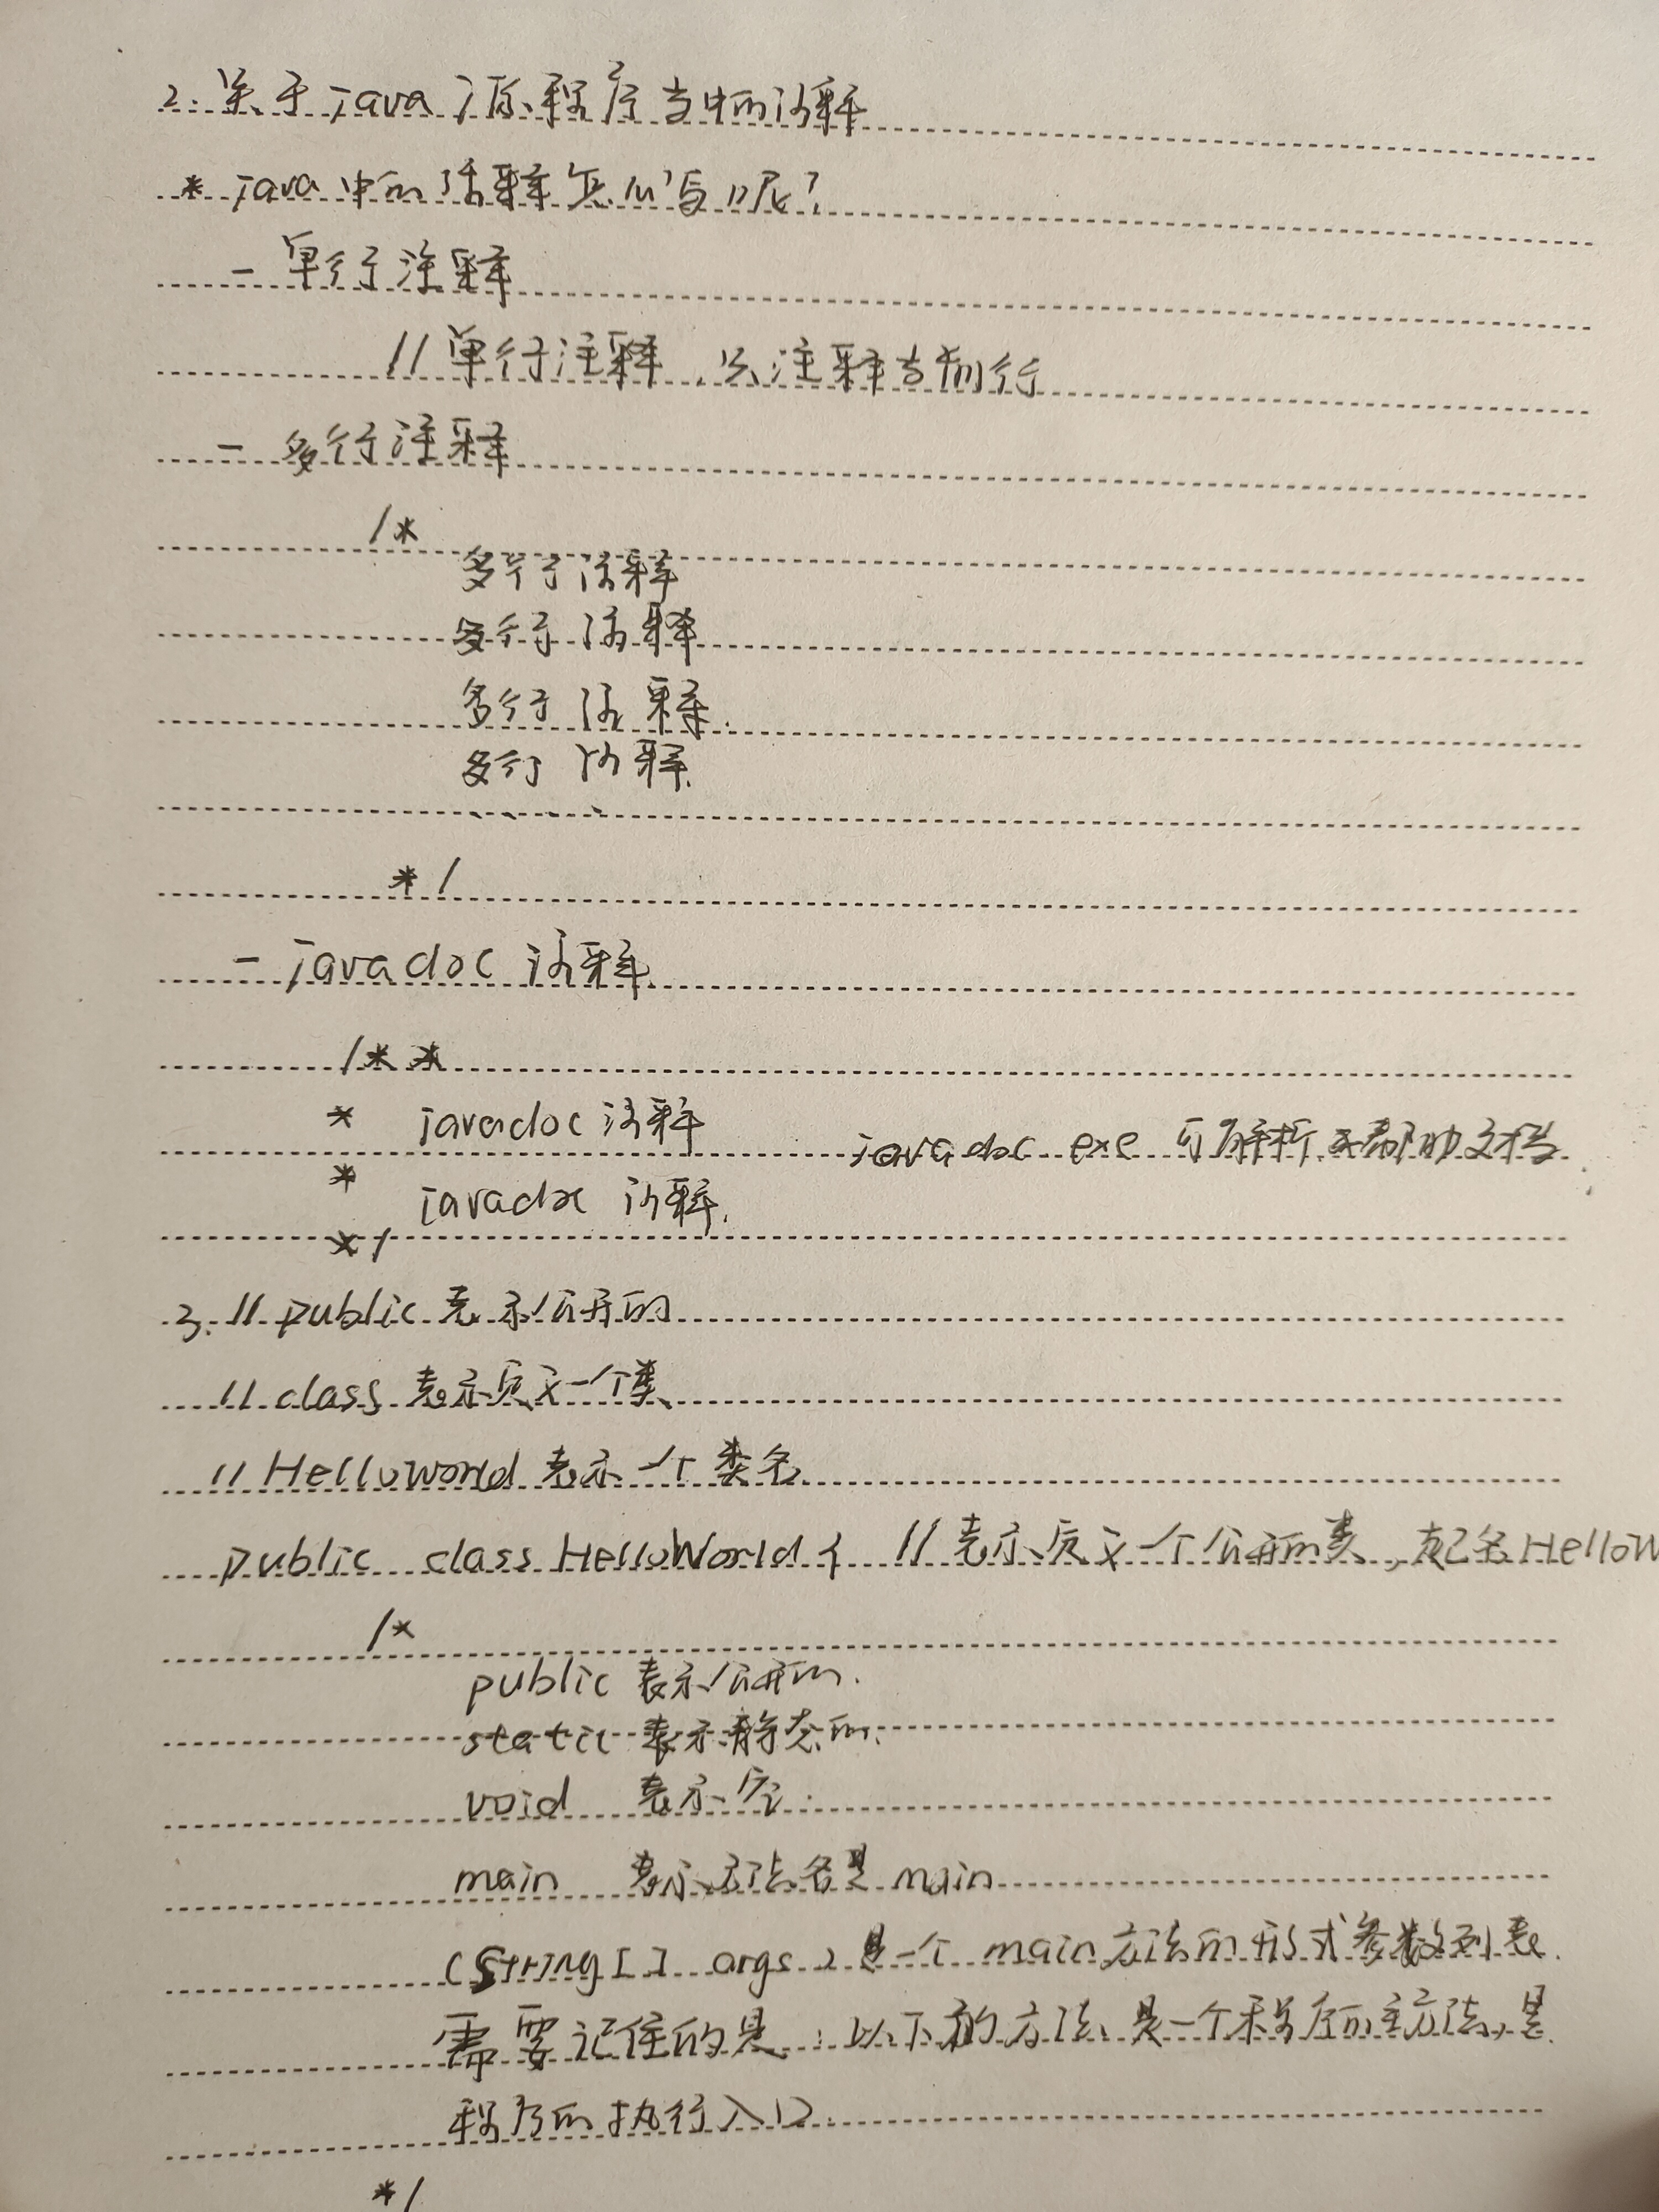 2. 关于java源程序当中的注释
* java中的注释怎么写呢?
- 单行注释
// 单行注释,只注释当前行
- 多行注释
/*
多行注释
多行注释
多行注释.
多行注释.
.....
*/
- javadoc 注释.
/**
* javadoc 注释
javadoc.exe 可解析 帮助文档.
* javadoc 注释.
*/
3. // public 表示公开的
// class 表示定义一个类
// HelloWorld 表示一个类名
public class HelloWorld { // 表示定义一个公开的类,起名HelloW
/*
public 表示公开的.
static 表示静态的.
void 表示空.
main 表示方法名是 main
(String[] args) 是一个 main 方法的形式参数列表.
需要记住的是:以下的方法是一个程序的主方法,是
程序的执行入口.
*/